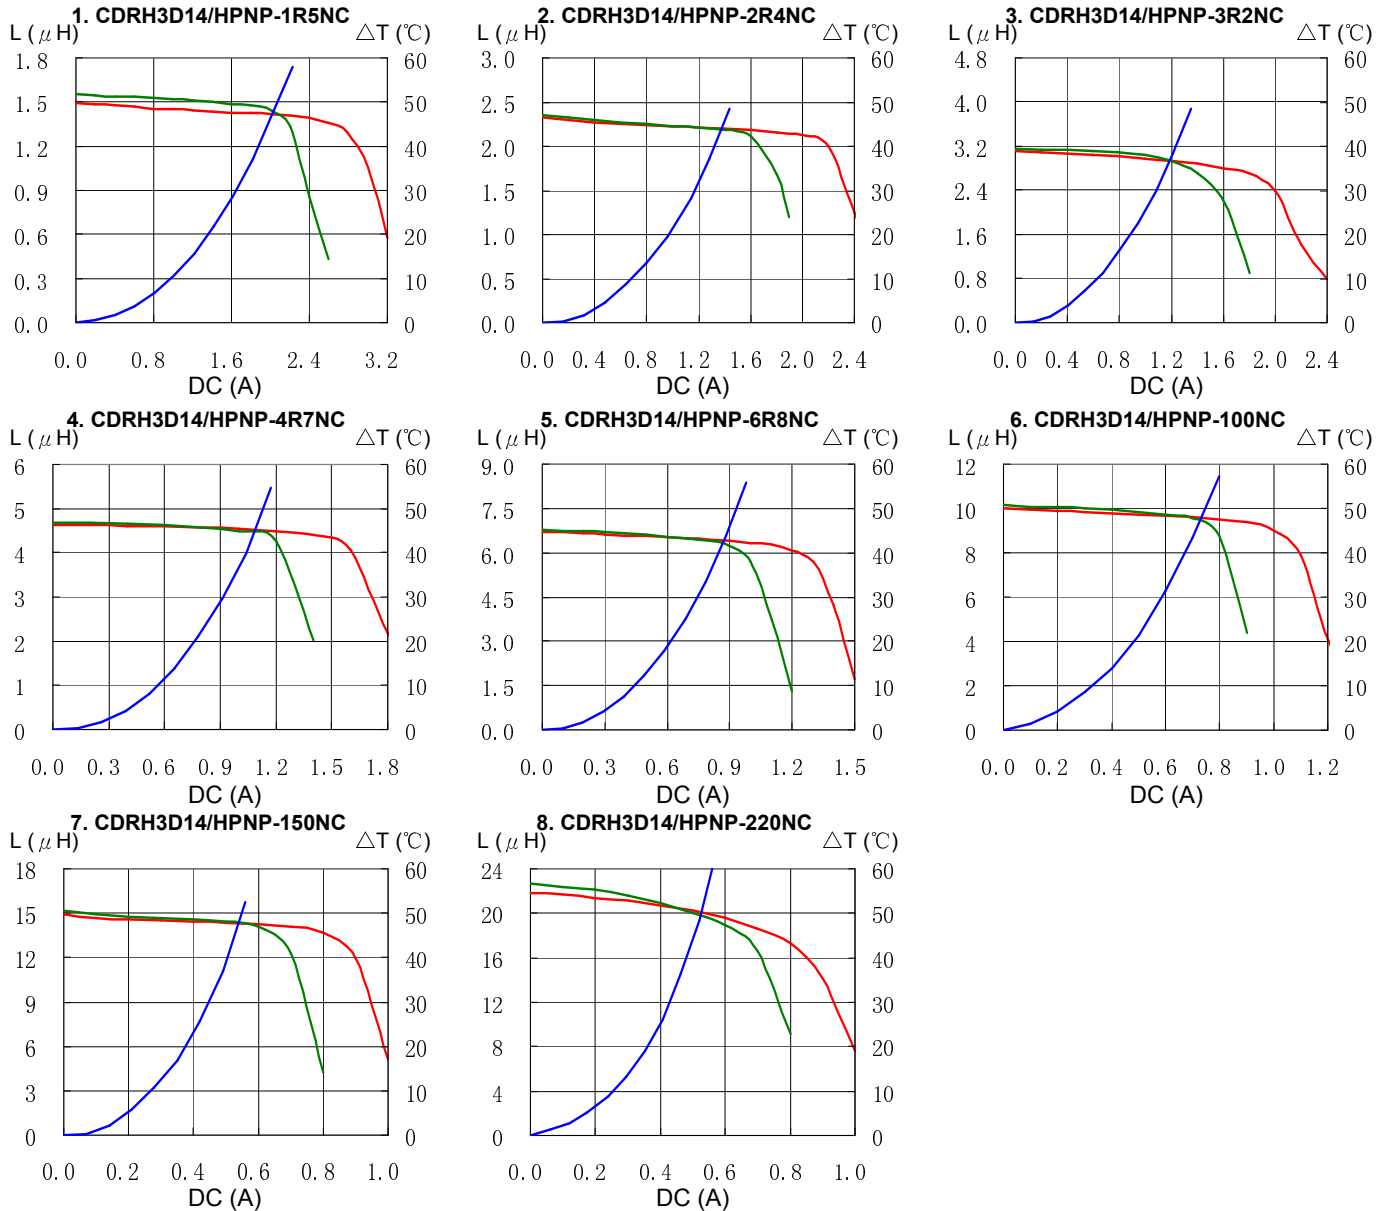 1. CDRH3D14/HPNP-1R5NC
L (μH) △T (℃)
1.8 60
1.5 50
1.2 40
0.9 30
0.6 20
0.3 10
0.0 0
0.0 0.8 1.6 2.4 3.2
DC (A)
2. CDRH3D14/HPNP-2R4NC
L (μH) △T (℃)
3.0 60
2.5 50
2.0 40
1.5 30
1.0 20
0.5 10
0.0 0
0.0 0.4 0.8 1.2 1.6 2.0 2.4
DC (A)
3. CDRH3D14/HPNP-3R2NC
L (μH) △T (℃)
4.8 60
4.0 50
3.2 40
2.4 30
1.6 20
0.8 10
0.0 0
0.0 0.4 0.8 1.2 1.6 2.0 2.4
DC (A)
4. CDRH3D14/HPNP-4R7NC
L (μH) △T (℃)
6 60
5 50
4 40
3 30
2 20
1 10
0 0
0.0 0.3 0.6 0.9 1.2 1.5 1.8
DC (A)
5. CDRH3D14/HPNP-6R8NC
L (μH) △T (℃)
9.0 60
7.5 50
6.0 40
4.5 30
3.0 20
1.5 10
0.0 0
0.0 0.3 0.6 0.9 1.2 1.5
DC (A)
6. CDRH3D14/HPNP-100NC
L (μH) △T (℃)
12 60
10 50
8 40
6 30
4 20
2 10
0 0
0.0 0.2 0.4 0.6 0.8 1.0 1.2
DC (A)
7. CDRH3D14/HPNP-150NC
L (μH) △T (℃)
18 60
15 50
12 40
9 30
6 20
3 10
0 0
0.0 0.2 0.4 0.6 0.8 1.0
DC (A)
8. CDRH3D14/HPNP-220NC
L (μH) △T (℃)
24 60
20 50
16 40
12 30
8 20
4 10
0 0
0.0 0.2 0.4 0.6 0.8 1.0
DC (A)